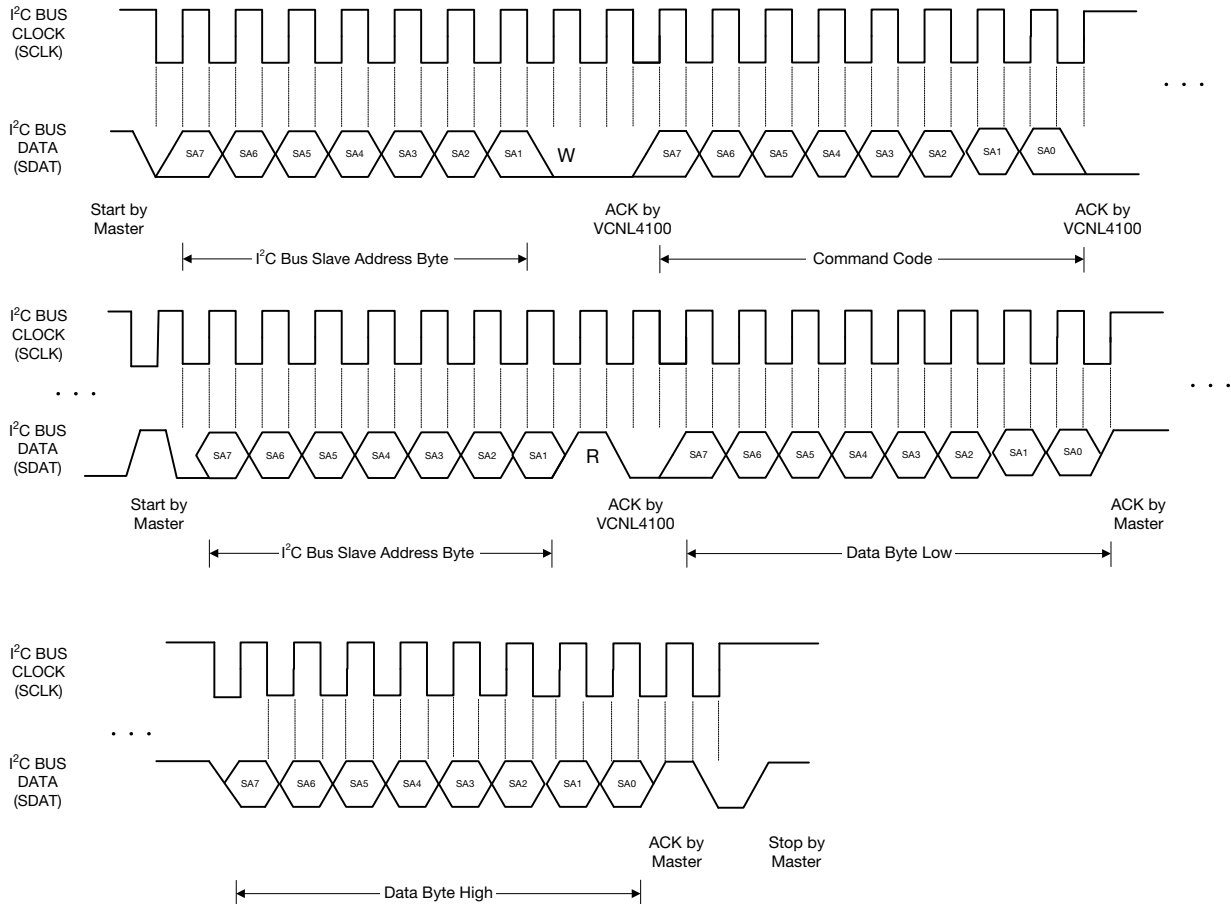 I²C BUS
CLOCK
(SCLK)
. . .
I²C BUS
DATA
(SDAT)
SA7 SA6 SA5 SA4 SA3 SA2 SA1 W SA7 SA6 SA5 SA4 SA3 SA2 SA1 SA0
Start by
Master
ACK by
VCNL4100
ACK by
VCNL4100
I²C Bus Slave Address Byte
Command Code
I²C BUS
CLOCK
(SCLK)
. . .
. . .
I²C BUS
DATA
(SDAT)
SA7 SA6 SA5 SA4 SA3 SA2 SA1 R SA7 SA6 SA5 SA4 SA3 SA2 SA1 SA0
Start by
Master
ACK by
VCNL4100
ACK by
Master
I²C Bus Slave Address Byte
Data Byte Low
I²C BUS
CLOCK
(SCLK)
. . .
I²C BUS
DATA
(SDAT)
SA7 SA6 SA5 SA4 SA3 SA2 SA1 SA0
ACK by
Master
Stop by
Master
Data Byte High